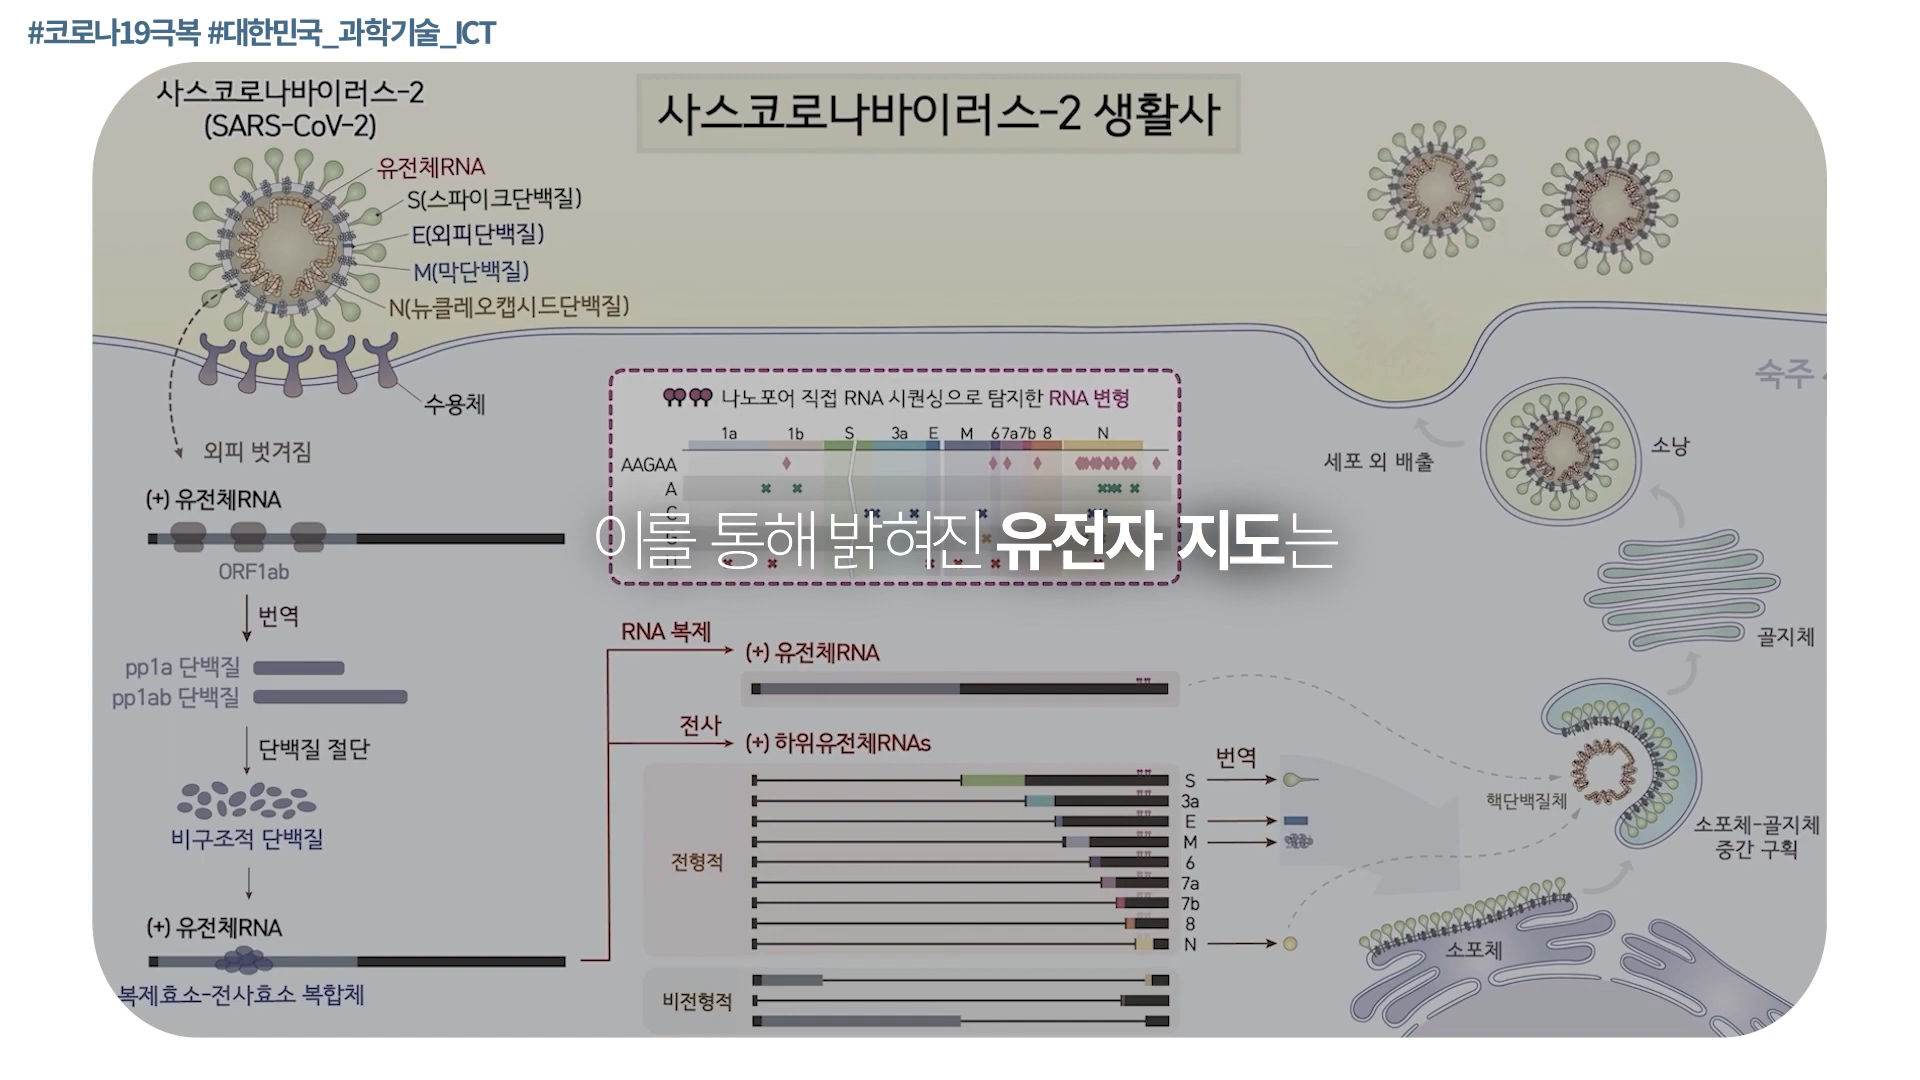 #코로나19극복 #대한민국_과학기술_ICT
사스코로나바이러스-2
(SARS-CoV-2)
사스코로나바이러스-2 생활사
유전체RNA
S(스파이크단백질)
E(외피단백질)
M(막단백질)
N(뉴클레오캡시드단백질)
수용체
외피 벗겨짐
(+) 유전체RNA
ORF1ab
번역
pp1a 단백질
pp1ab 단백질
단백질 절단
비구조적 단백질
(+) 유전체RNA
복제효소-전사효소 복합체
나노포어 직접 RNA 시퀀싱으로 탐지한 RNA 변형
1a 1b S 3a E M 6 7a 7b 8 N
AAGAA
A
C
이를 통해 밝혀진 유전자 지도는
RNA 복제
(+) 유전체RNA
전사
(+) 하위유전체RNAs
번역
전형적
S
3a
E
M
6
7a
7b
8
N
비전형적
숙주
세포 외 배출
소낭
골지체
핵단백질체
소포체-골지체
중간 구획
소포체